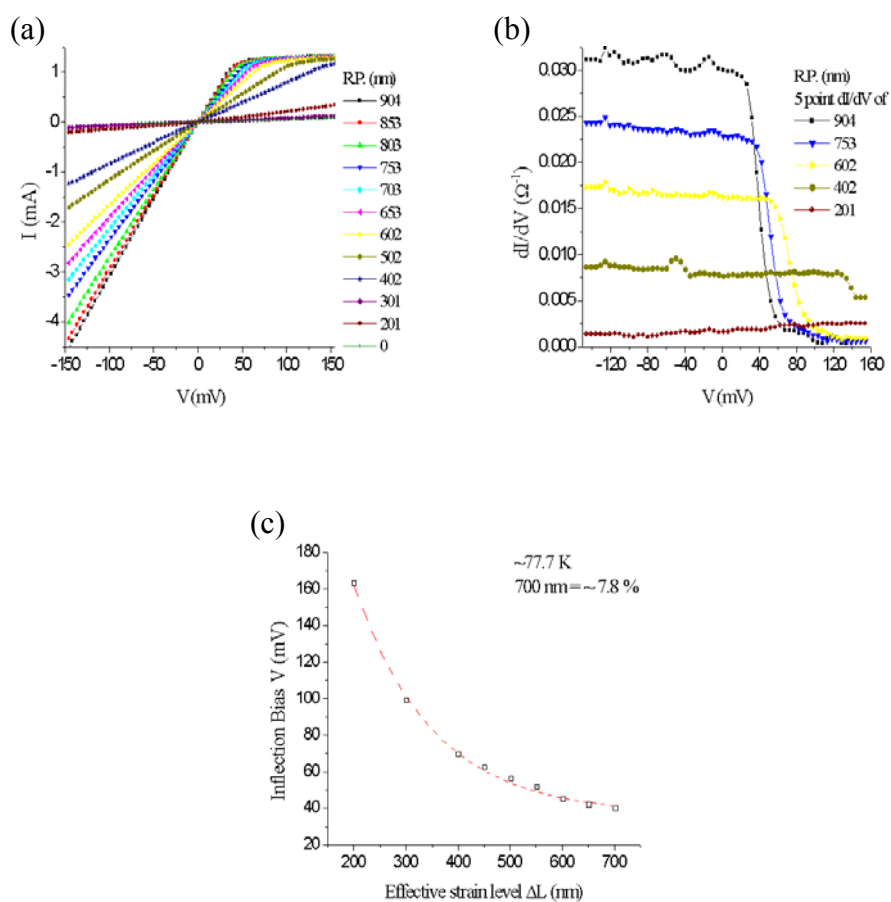 (a)
1
0
-1
-2
-3
-4
I (mA)
-150 -100 -50 0 50 100 150
V(mV)
R.P. (nm)
904
853
803
753
703
653
602
502
402
301
201
0
(b)
0.030
0.025
0.020
0.015
0.010
0.005
0.000
dI/dV (Ω⁻¹)
-120 -80 -40 0 40 80 120 160
V(mV)
R.P. (nm)
5 point dI/dV of
904
753
602
402
201
(c)
180
160
140
120
100
80
60
40
20
Inflection Bias V (mV)
200 300 400 500 600 700
Effective strain level ΔL (nm)
~77.7 K
700 nm = ~ 7.8 %